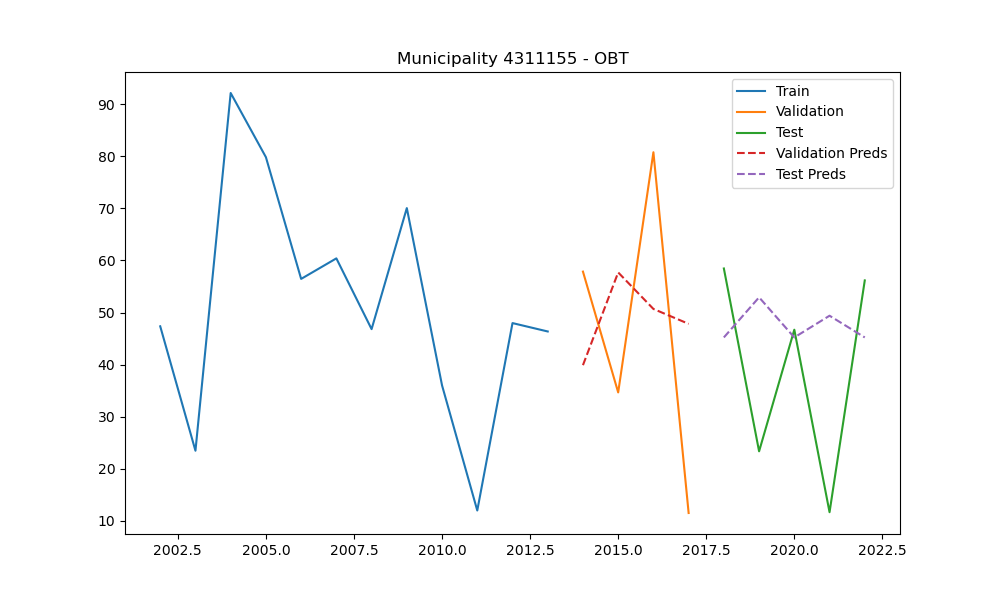 Municipality 4311155 - OBT
90
80
70
60
50
40
30
20
10
2002.5 2005.0 2007.5 2010.0 2012.5 2015.0 2017.5 2020.0 2022.5
Train
Validation
Test
Validation Preds
Test Preds